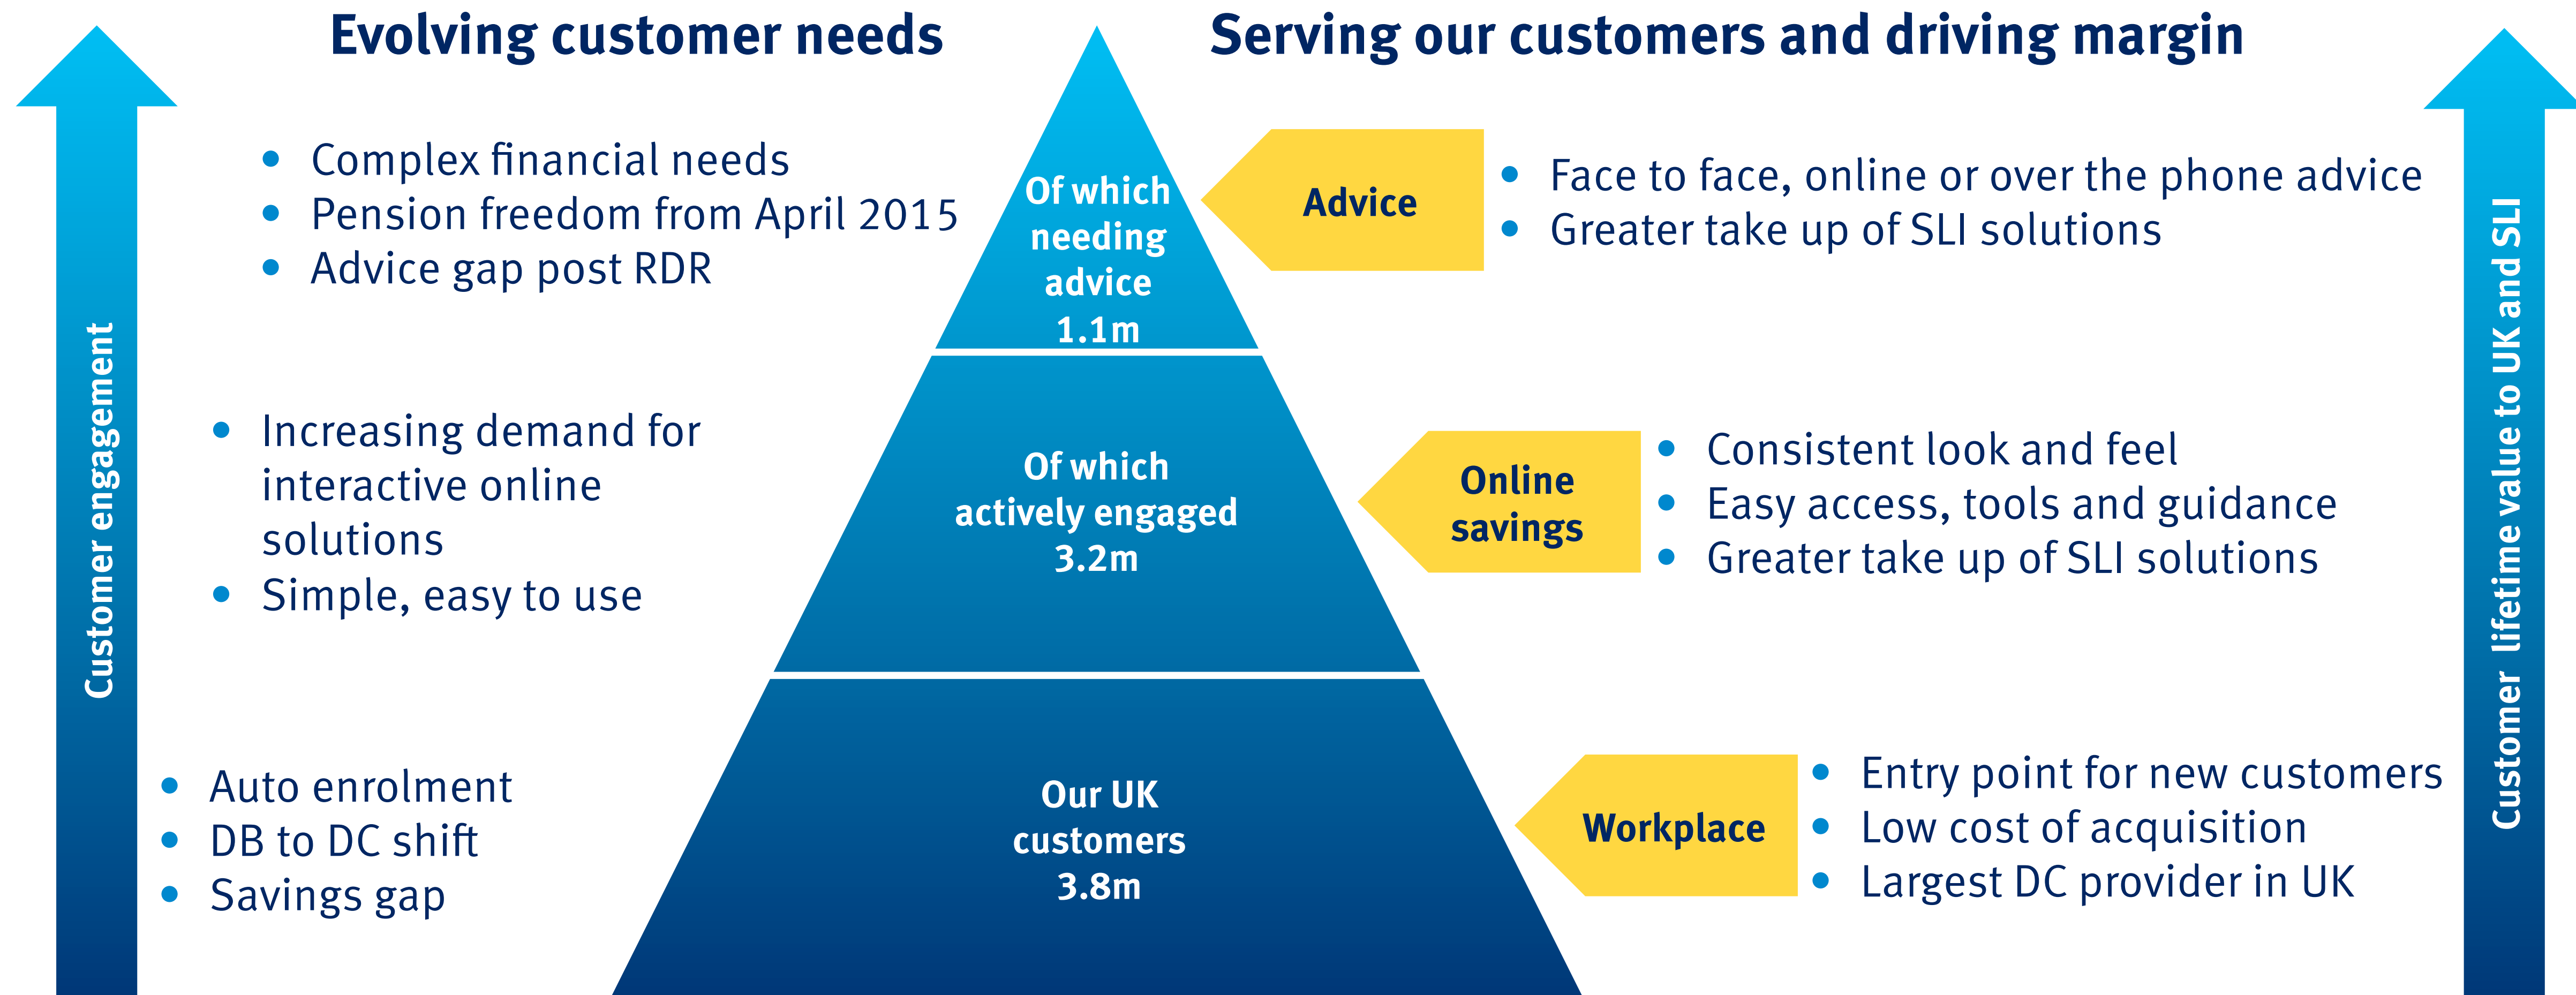 Evolving customer needs
Serving our customers and driving margin
Customer engagement
Complex financial needs
Pension freedom from April 2015
Advice gap post RDR
Of which
needing
advice
1.1m
Advice
Face to face, online or over the phone advice
Greater take up of SLI solutions
Increasing demand for
interactive online
solutions
Simple, easy to use
Of which
actively engaged
3.2m
Online
savings
Consistent look and feel
Easy access, tools and guidance
Greater take up of SLI solutions
Auto enrolment
DB to DC shift
Savings gap
Our UK
customers
3.8m
Workplace
Entry point for new customers
Low cost of acquisition
Largest DC provider in UK
Customer lifetime value to UK and SLI